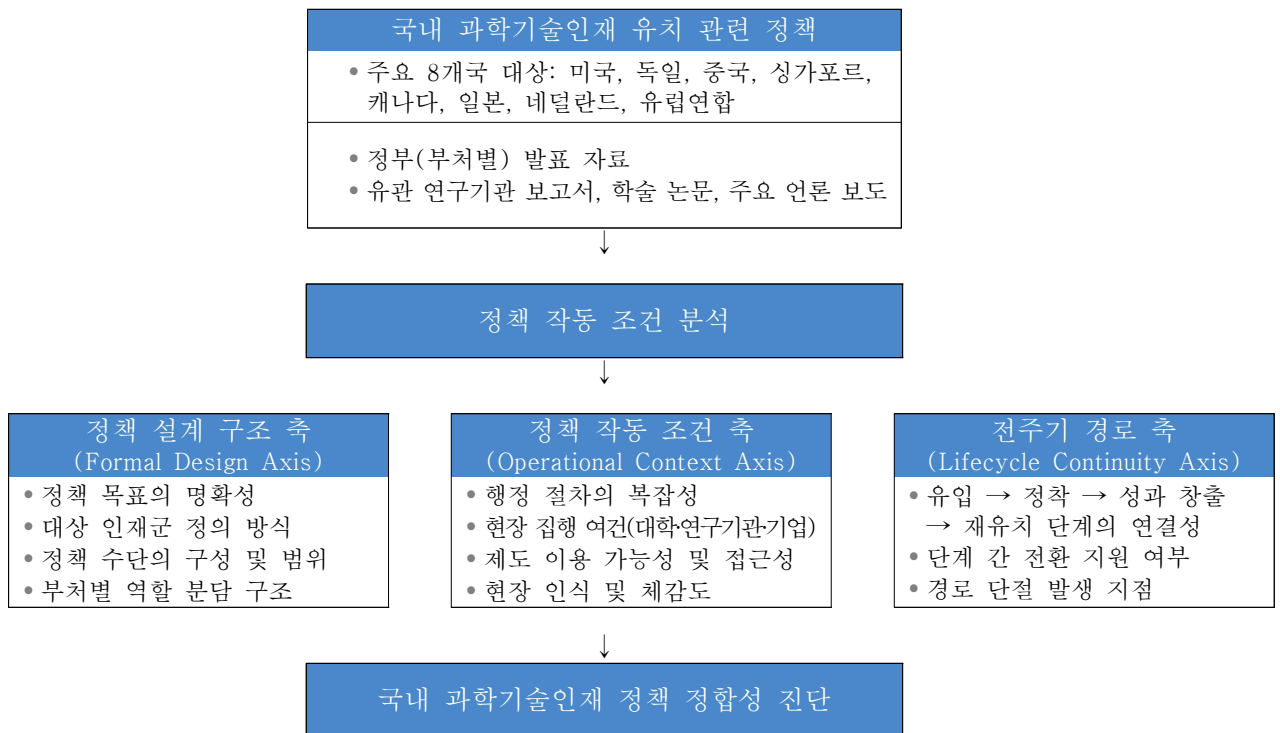 국내 과학기술인재 유치 관련 정책
• 주요 8개국 대상: 미국, 독일, 중국, 싱가포르,
캐나다, 일본, 네덜란드, 유럽연합
• 정부(부처별) 발표 자료
• 유관 연구기관 보고서, 학술 논문, 주요 언론 보도
↓
정책 작동 조건 분석
↓
정책 설계 구조 축
(Formal Design Axis)
• 정책 목표의 명확성
• 대상 인재군 정의 방식
• 정책 수단의 구성 및 범위
• 부처별 역할 분담 구조
정책 작동 조건 축
(Operational Context Axis)
• 행정 절차의 복잡성
• 현장 집행 여건(대학·연구기관·기업)
• 제도 이용 가능성 및 접근성
• 현장 인식 및 체감도
전주기 경로 축
(Lifecycle Continuity Axis)
• 유입 → 정착 → 성과 창출
→ 재유치 단계의 연결성
• 단계 간 전환 지원 여부
• 경로 단절 발생 지점
↓
국내 과학기술인재 정책 정합성 진단